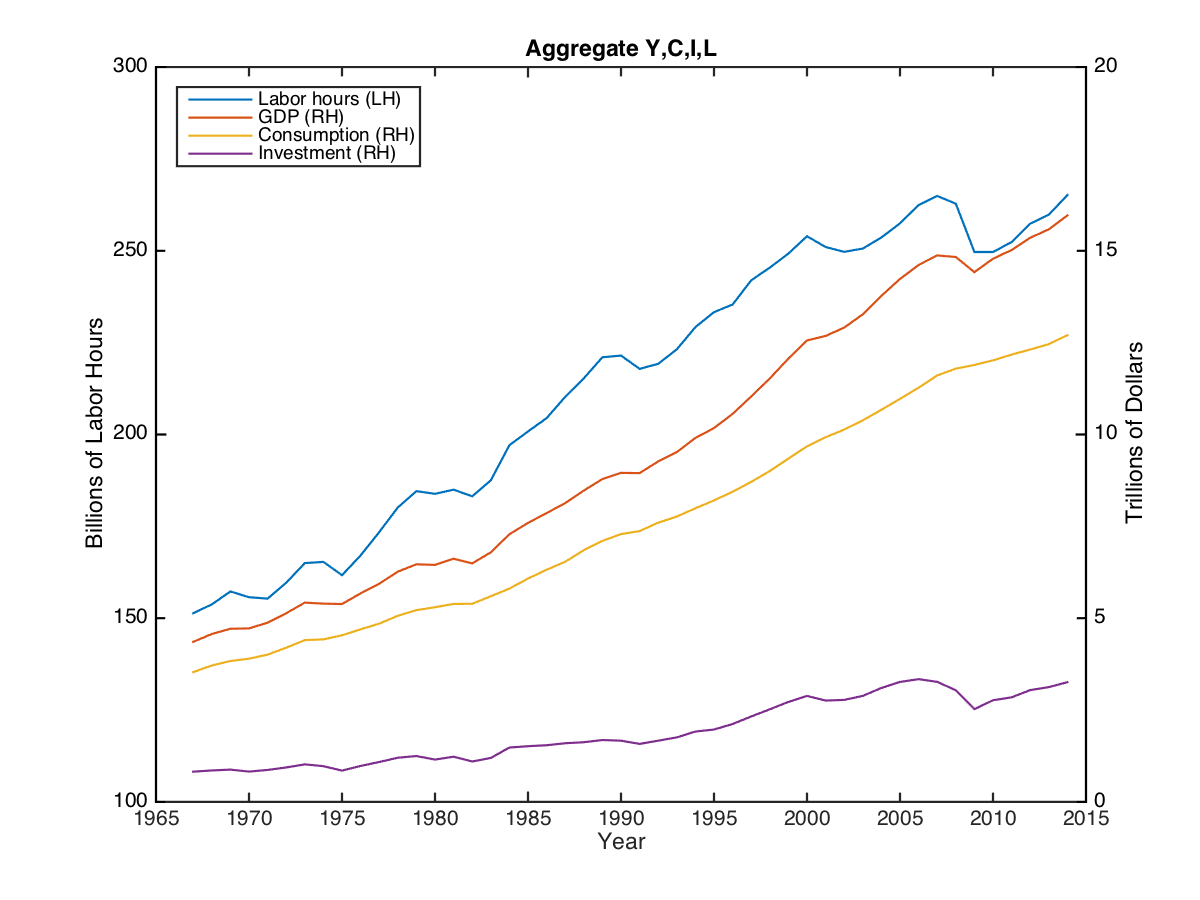 Aggregate Y,C,I,L
300
250
200
150
100
20
15
10
5
0
Labor hours (LH)
GDP (RH)
Consumption (RH)
Investment (RH)
Billions of Labor Hours
Trillions of Dollars
1965 1970 1975 1980 1985 1990 1995 2000 2005 2010 2015
Year